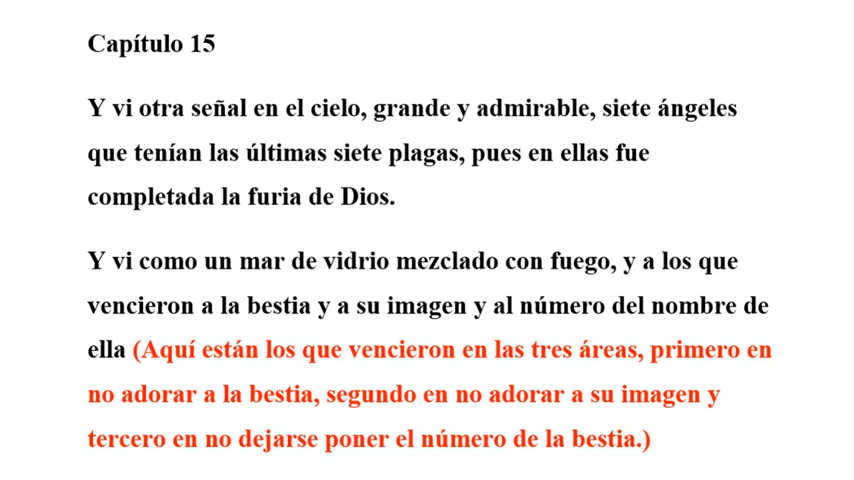 Capítulo 15
Y vi otra señal en el cielo, grande y admirable, siete ángeles
que tenían las últimas siete plagas, pues en ellas fue
completada la furia de Dios.
Y vi como un mar de vidrio mezclado con fuego, y a los que
vencieron a la bestia y a su imagen y al número del nombre de
ella (Aquí están los que vencieron en las tres áreas, primero en
no adorar a la bestia, segundo en no adorar a su imagen y
tercero en no dejarse poner el número de la bestia.)